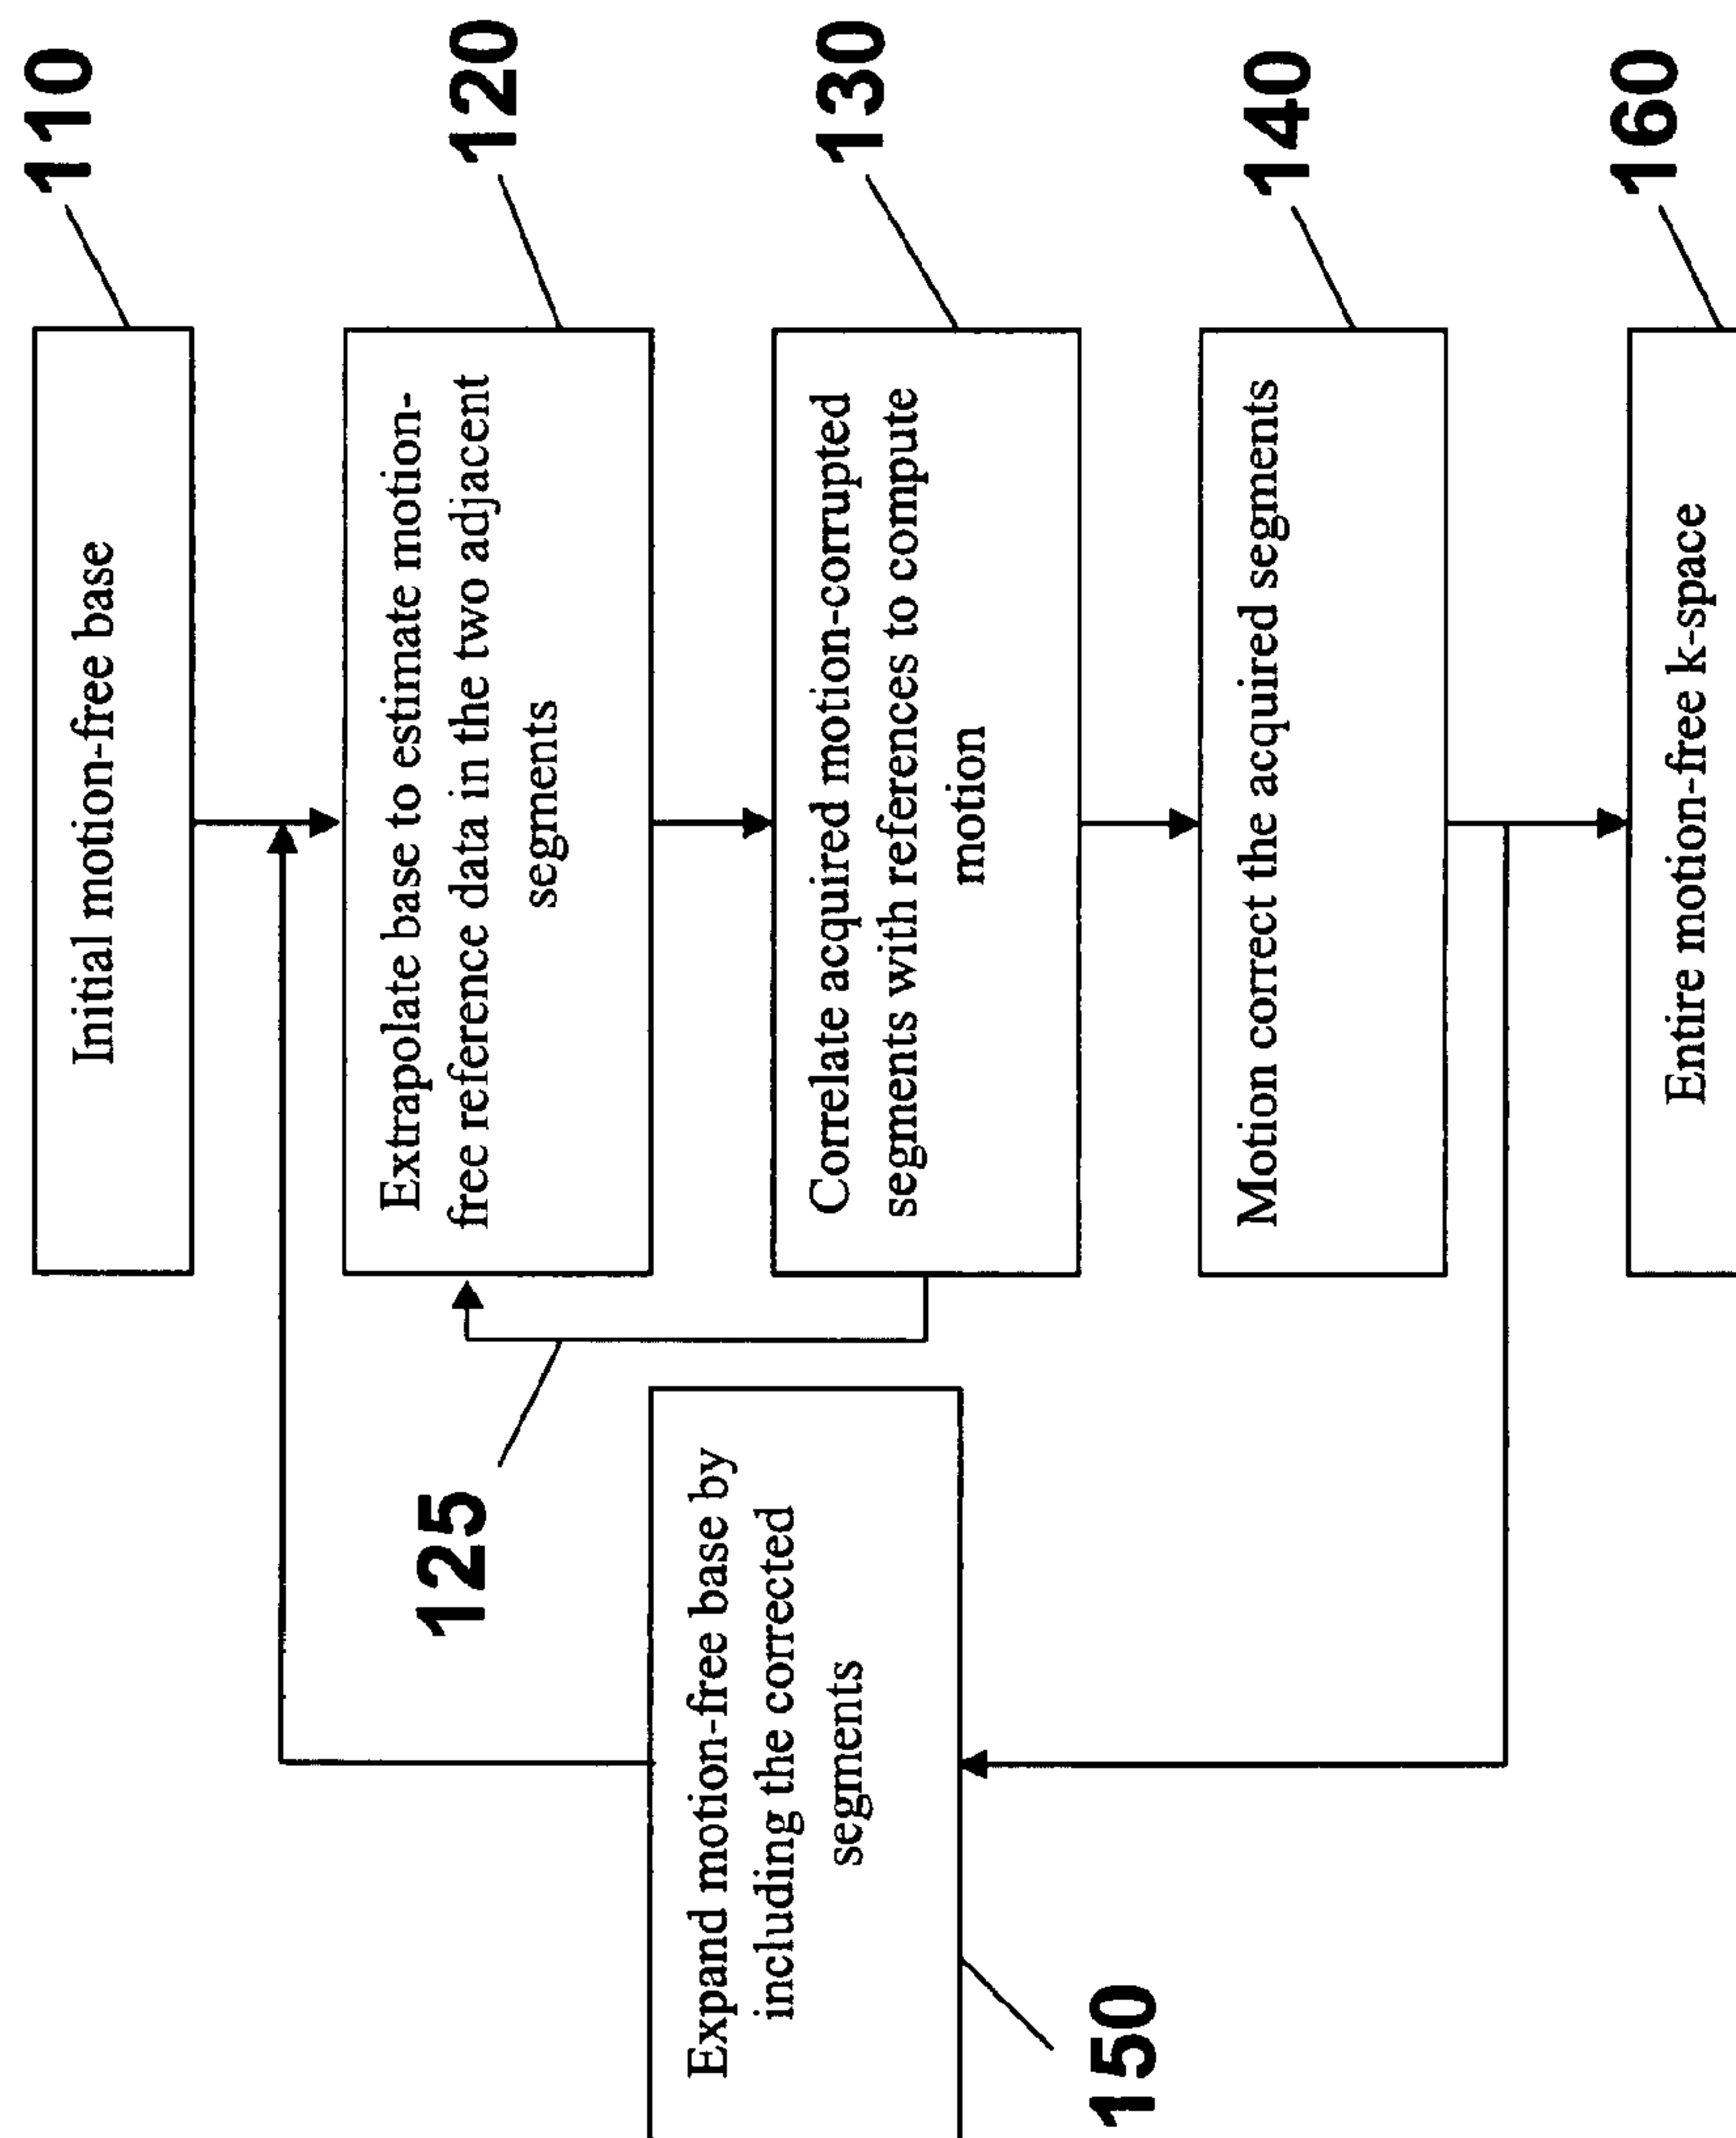 110
Initial motion-free base
120
Extrapolate base to estimate motion-
free reference data in the two adjacent
segments
125
130
Correlate acquired motion-corrupted
segments with references to compute
motion
140
Motion correct the acquired segments
150
Expand motion-free base by
including the corrected
segments
160
Entire motion-free k-space